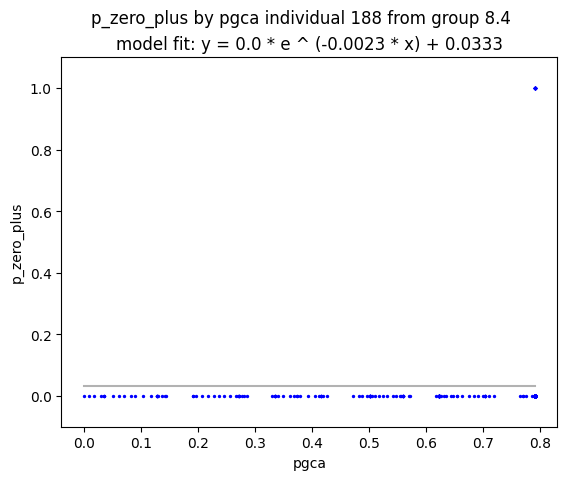 p_zero_plus by pgca individual 188 from group 8.4
model fit: y = 0.0 * e ^ (-0.0023 * x) + 0.0333
1.0
0.8
0.6
0.4
0.2
0.0
p_zero_plus
0.0 0.1 0.2 0.3 0.4 0.5 0.6 0.7 0.8
pgca